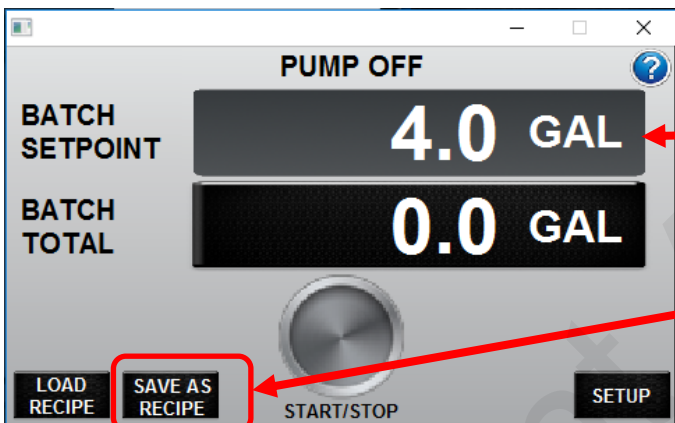 PUMP OFF
?
BATCH
SETPOINT
4.0 GAL
BATCH
TOTAL
0.0 GAL
LOAD
RECIPE
SAVE AS
RECIPE
START/STOP
SETUP